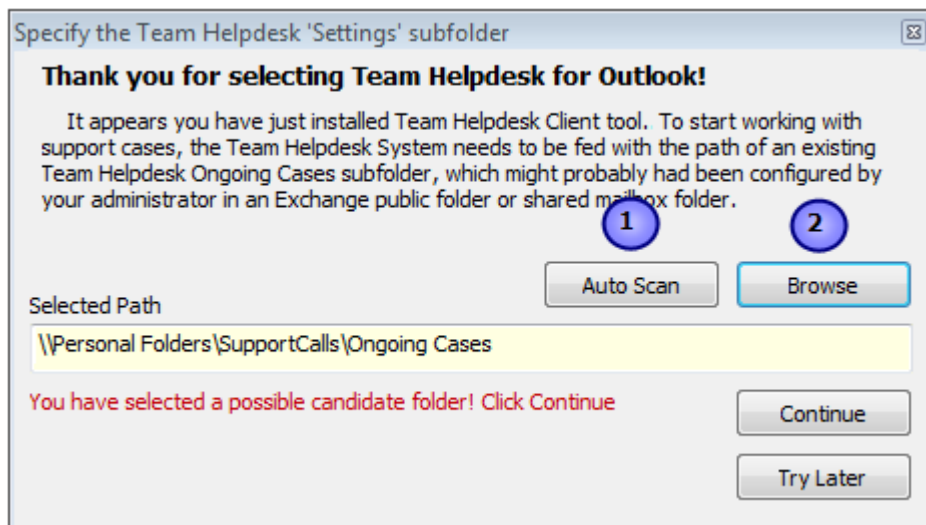 Specify the Team Helpdesk 'Settings' subfolder
Thank you for selecting Team Helpdesk for Outlook!
It appears you have just installed Team Helpdesk Client tool.  To start working with
support cases, the Team Helpdesk System needs to be fed with the path of an existing
Team Helpdesk Ongoing Cases subfolder, which might probably had been configured by
your administrator in an Exchange public folder or shared mailbox folder.
1 2
Auto Scan Browse
Selected Path
\\Personal Folders\SupportCalls\Ongoing Cases
You have selected a possible candidate folder! Click Continue
Continue
Try Later